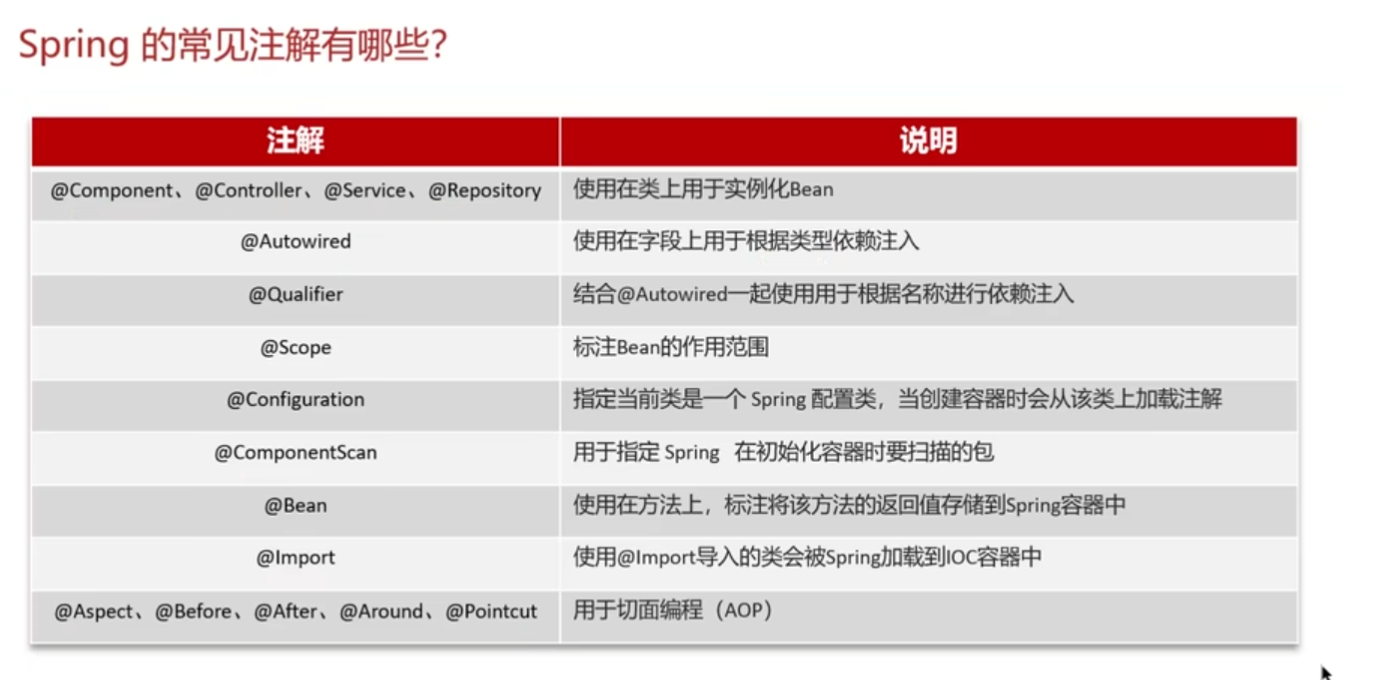 Spring 的常见注解有哪些?
注解 说明
@Component、@Controller、@Service、@Repository 使用在类上用于实例化Bean
@Autowired 使用在字段上用于根据类型依赖注入
@Qualifier 结合@Autowired一起使用用于根据名称进行依赖注入
@Scope 标注Bean的作用范围
@Configuration 指定当前类是一个 Spring 配置类，当创建容器时会从该类上加载注解
@ComponentScan 用于指定 Spring 在初始化容器时要扫描的包
@Bean 使用在方法上，标注将该方法的返回值存储到Spring容器中
@Import 使用@Import导入的类会被Spring加载到IOC容器中
@Aspect、@Before、@After、@Around、@Pointcut 用于切面编程（AOP）